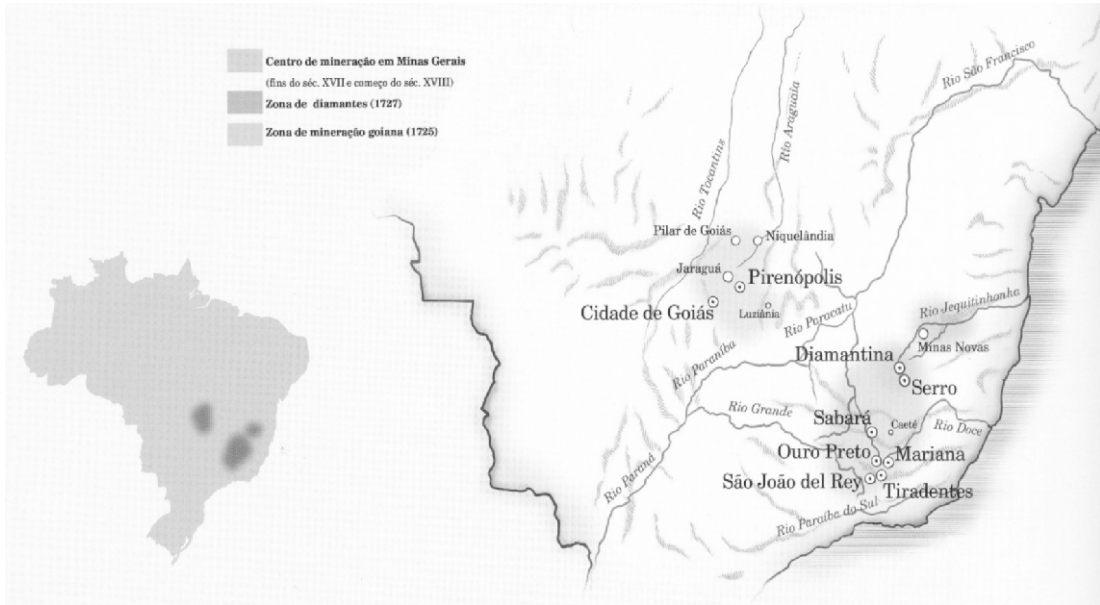 Centro de mineração em Minas Gerais
(fins do séc. XVII e começo do séc. XVIII)
Zona de diamantes (1727)
Zona de mineração goiana (1725)
Rio São Francisco
Rio Araguaia
Rio Tocantins
Pilar de Goiás
Niquelândia
Jaraguá
Pirenópolis
Cidade de Goiás
Luziânia
Rio Paracatu
Rio Jequitinhonha
Minas Novas
Diamantina
Rio Paraníba
Serro
Rio Grande
Sabará
Caeté
Rio Doce
Ouro Preto
Mariana
São João del Rey
Tiradentes
Rio Paraná
Rio Paraíba do Sul